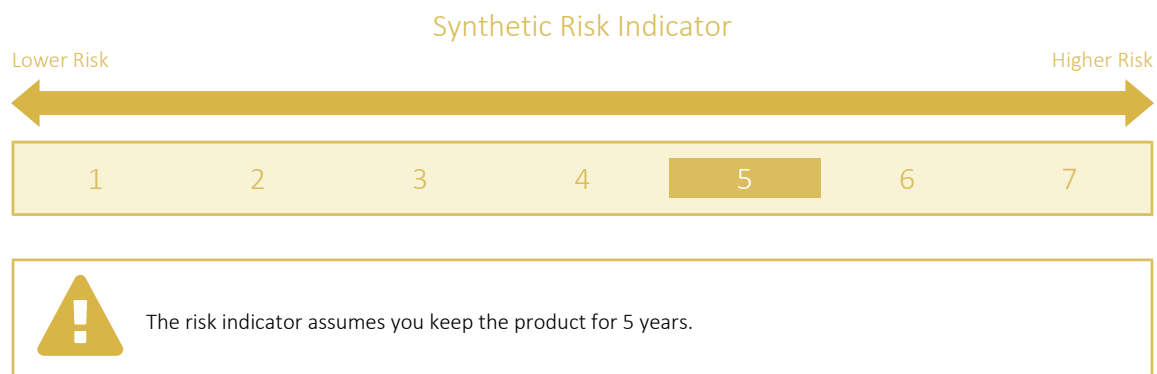 Synthetic Risk Indicator
Lower Risk Higher Risk
1 2 3 4 5 6 7
The risk indicator assumes you keep the product for 5 years.